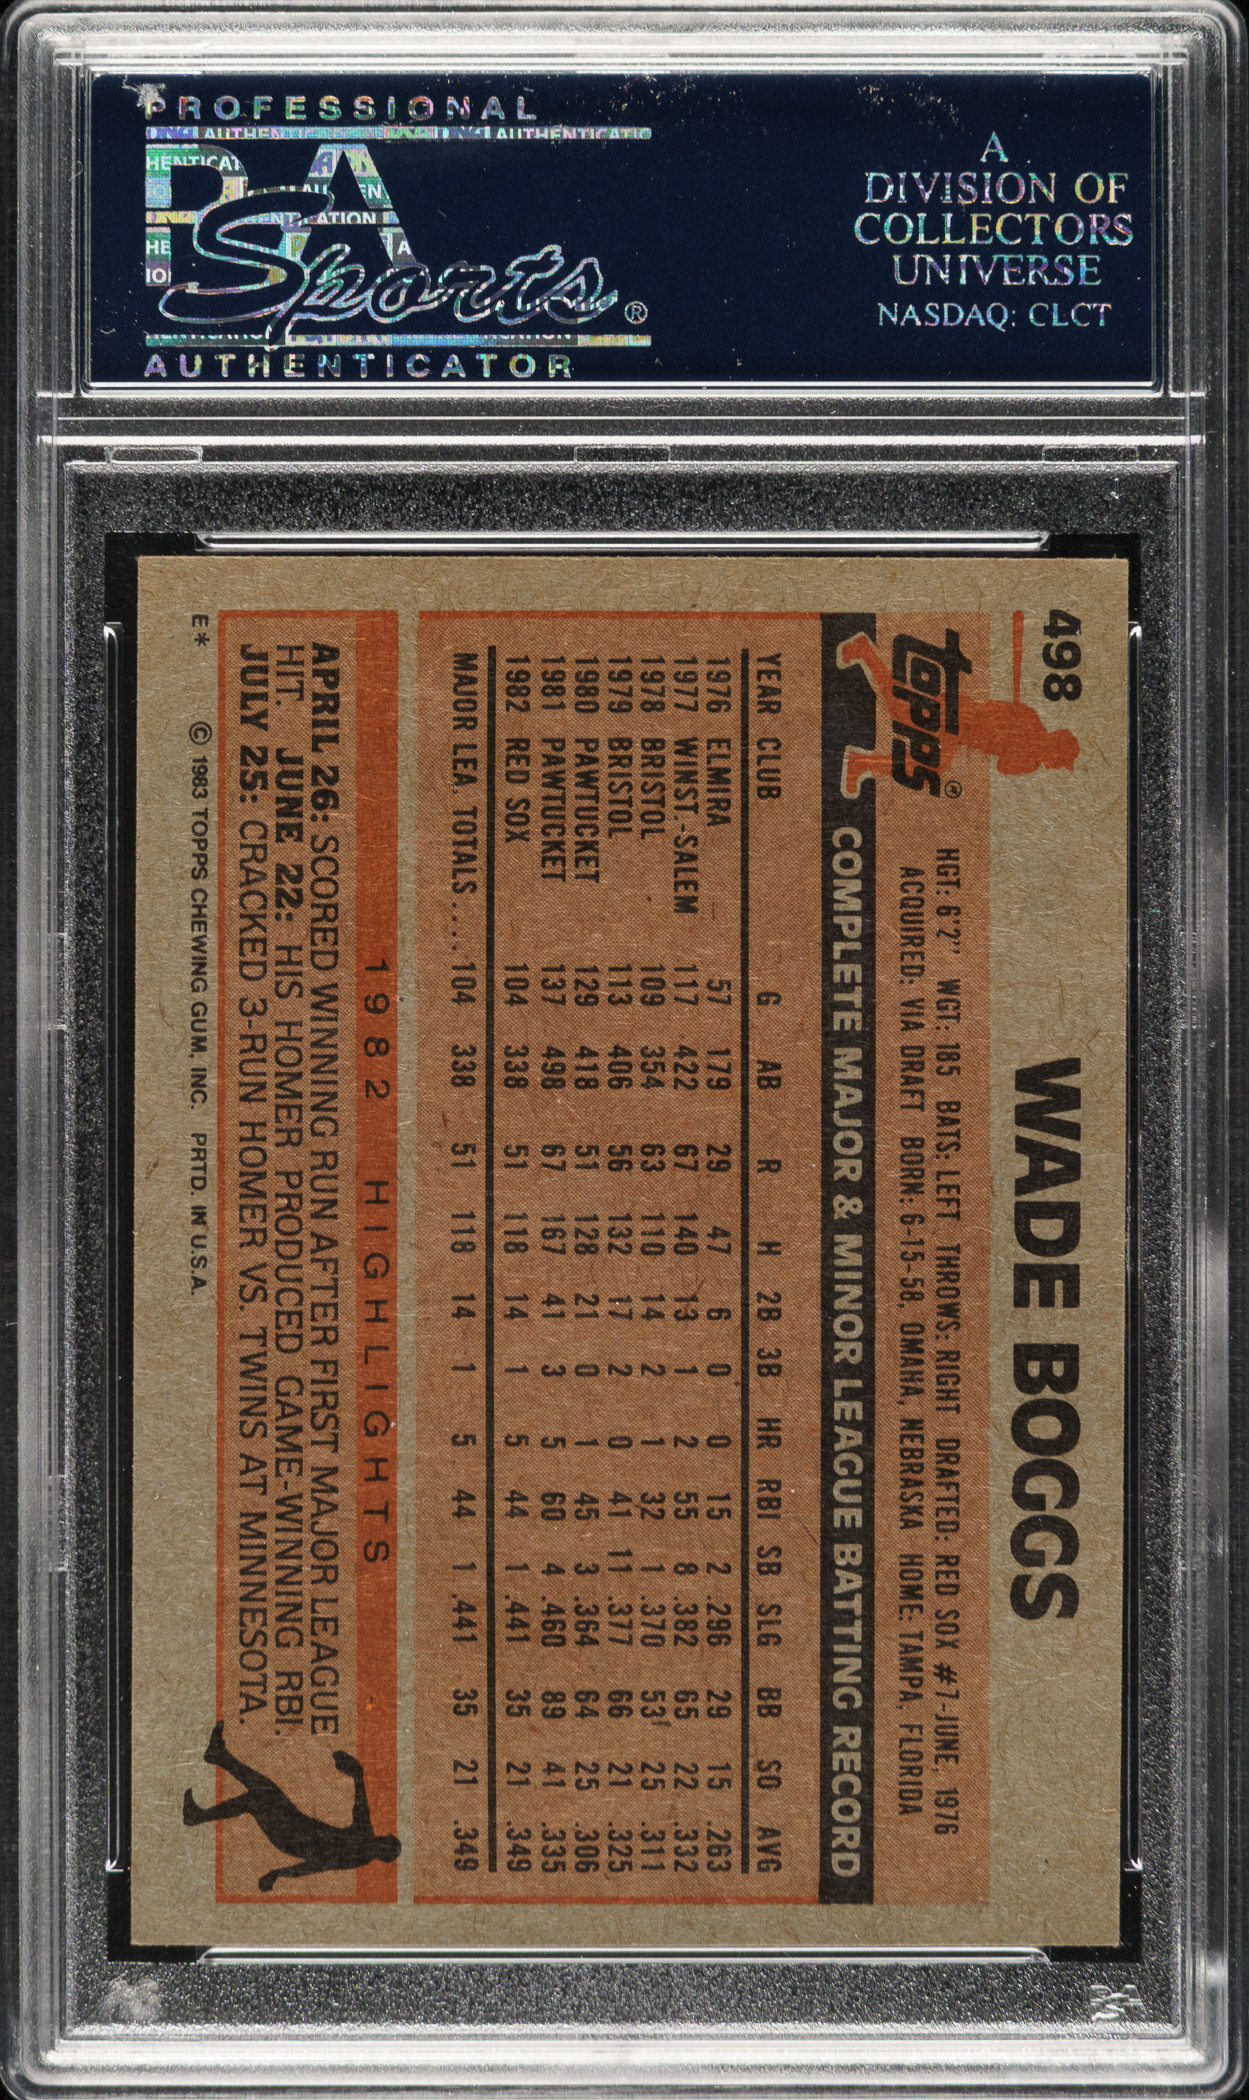 PROFESSIONAL
PSA
Sports®
AUTHENTICATOR
A
DIVISION OF
COLLECTORS
UNIVERSE
NASDAQ: CLCT
498
WADE BOGGS
Topps®
HGT: 6'2" WGT: 185 BATS: LEFT THROWS: RIGHT DRAFTED: RED SOX #7-JUNE, 1976
ACQUIRED: VIA DRAFT BORN: 6-15-58, OMAHA, NEBRASKA HOME: TAMPA, FLORIDA
COMPLETE MAJOR & MINOR LEAGUE BATTING RECORD
YEAR CLUB G AB R H 2B 3B HR RBI SB SLG BB SO AVG
1976 ELMIRA 57 179 29 47 6 0 0 15 2 .296 29 15 .263
1977 WINST.-SALEM 117 422 67 140 13 1 2 55 8 .382 65 22 .332
1978 BRISTOL 109 354 63 110 14 2 1 32 1 .370 53 25 .311
1979 BRISTOL 113 406 56 132 17 2 0 41 11 .377 66 21 .325
1980 PAWTUCKET 129 418 51 128 21 0 1 45 3 .364 64 25 .306
1981 PAWTUCKET 137 498 67 167 41 3 5 60 4 .460 89 41 .335
1982 RED SOX 104 338 51 118 14 1 5 44 1 .441 35 21 .349
MAJOR LEA. TOTALS.....104 338 51 118 14 1 5 44 1 .441 35 21 .349
1982 HIGHLIGHTS
APRIL 26: SCORED WINNING RUN AFTER FIRST MAJOR LEAGUE
HIT. JUNE 22: HIS HOMER PRODUCED GAME-WINNING RBI.
JULY 25: CRACKED 3-RUN HOMER VS. TWINS AT MINNESOTA.
E* © 1983 TOPPS CHEWING GUM, INC. PRTD. IN U.S.A.